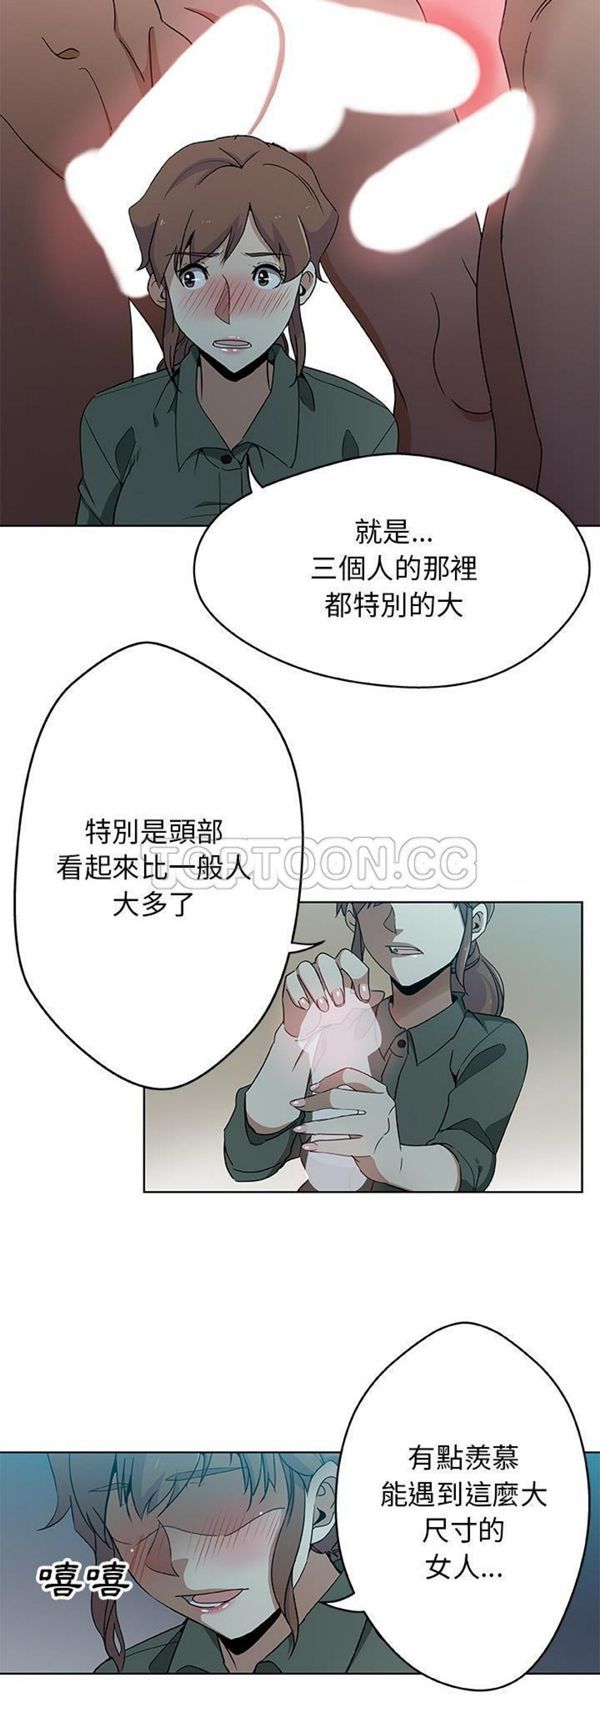 就是...
三個人的那裡
都特別的大
特別是頭部
看起來比一般人
大多了
TOPTOON.CC
有點羨慕
能遇到這麼大
尺寸的
女人...
嘻嘻